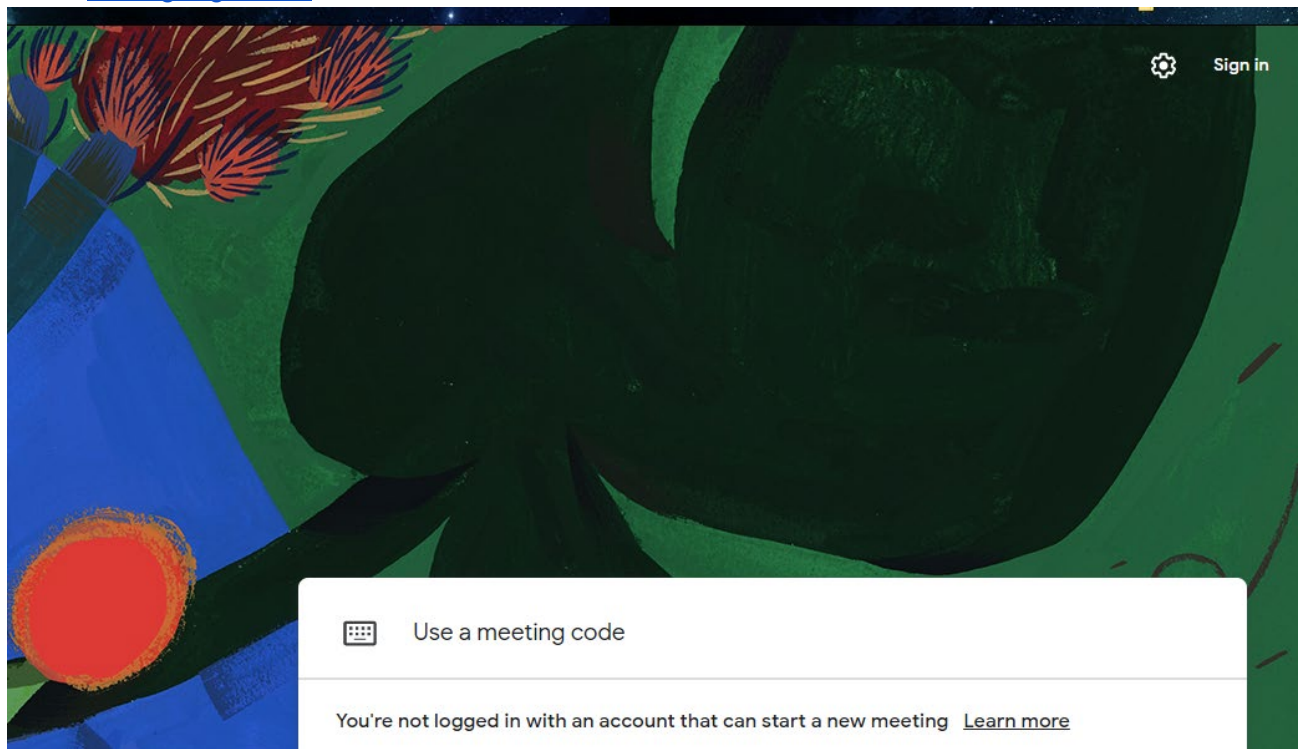 Sign in
Use a meeting code
You're not logged in with an account that can start a new meeting Learn more